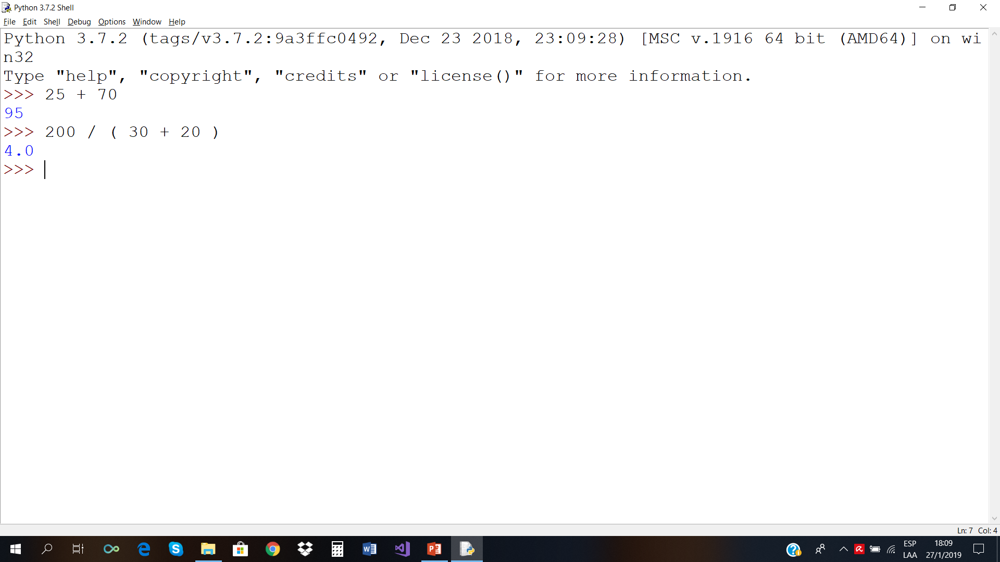 Python 3.7.2 Shell
File Edit Shell Debug Options Window Help
Python 3.7.2 (tags/v3.7.2:9a3ffc0492, Dec 23 2018, 23:09:28) [MSC v.1916 64 bit (AMD64)] on wi
n32
Type "help", "copyright", "credits" or "license()" for more information.
>>> 25 + 70
95
>>> 200 / ( 30 + 20 )
4.0
>>>
Ln: 7 Col: 4
ESP 18:09
LAA 27/1/2019